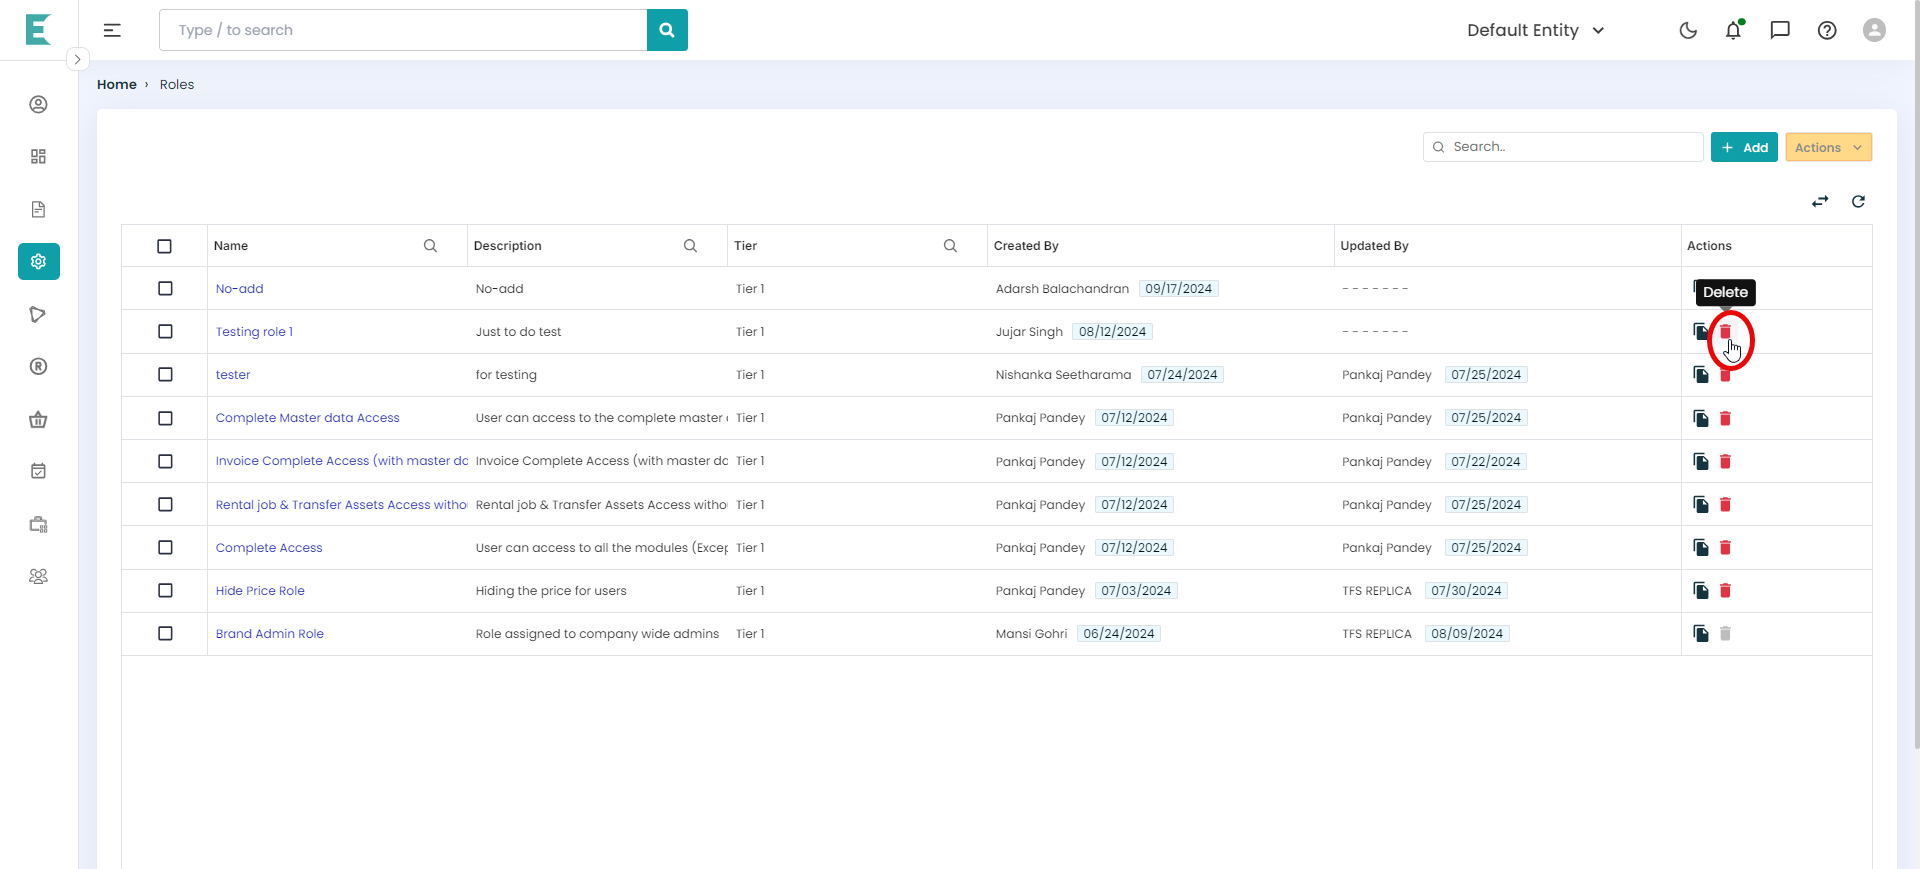 E
Type / to search
Default Entity
Home › Roles
Search..
+ Add
Actions
Name Description Tier Created By Updated By Actions
No-add No-add Tier 1 Adarsh Balachandran 09/17/2024 - - - - - - -
Delete
Testing role 1 Just to do test Tier 1 Jujar Singh 08/12/2024 - - - - - - -
tester for testing Tier 1 Nishanka Seetharama 07/24/2024 Pankaj Pandey 07/25/2024
Complete Master data Access User can access to the complete master Tier 1 Pankaj Pandey 07/12/2024 Pankaj Pandey 07/25/2024
Invoice Complete Access (with master da Invoice Complete Access (with master da Tier 1 Pankaj Pandey 07/12/2024 Pankaj Pandey 07/22/2024
Rental job & Transfer Assets Access witho Rental job & Transfer Assets Access witho Tier 1 Pankaj Pandey 07/12/2024 Pankaj Pandey 07/25/2024
Complete Access User can access to all the modules (Excep Tier 1 Pankaj Pandey 07/12/2024 Pankaj Pandey 07/25/2024
Hide Price Role Hiding the price for users Tier 1 Pankaj Pandey 07/03/2024 TFS REPLICA 07/30/2024
Brand Admin Role Role assigned to company wide admins Tier 1 Mansi Gohri 06/24/2024 TFS REPLICA 08/09/2024